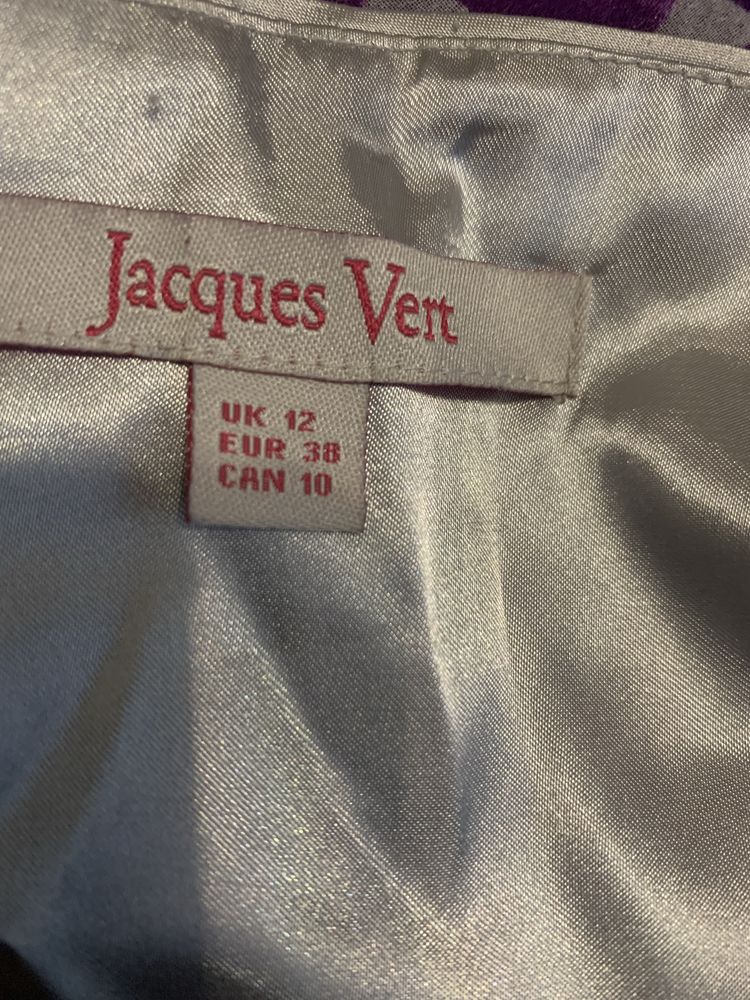 Jacques Vert
UK 12
EUR 38
CAN 10